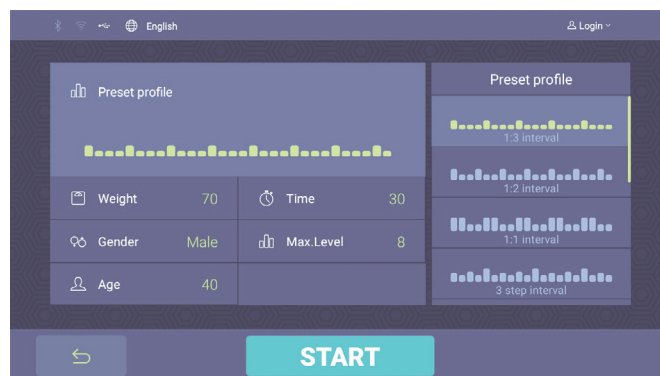 English
Login
Preset profile
Preset profile
1:3 interval
1:2 interval
1:1 interval
3 step interval
Weight 70
Time 30
Gender Male
Max.Level 8
Age 40
START